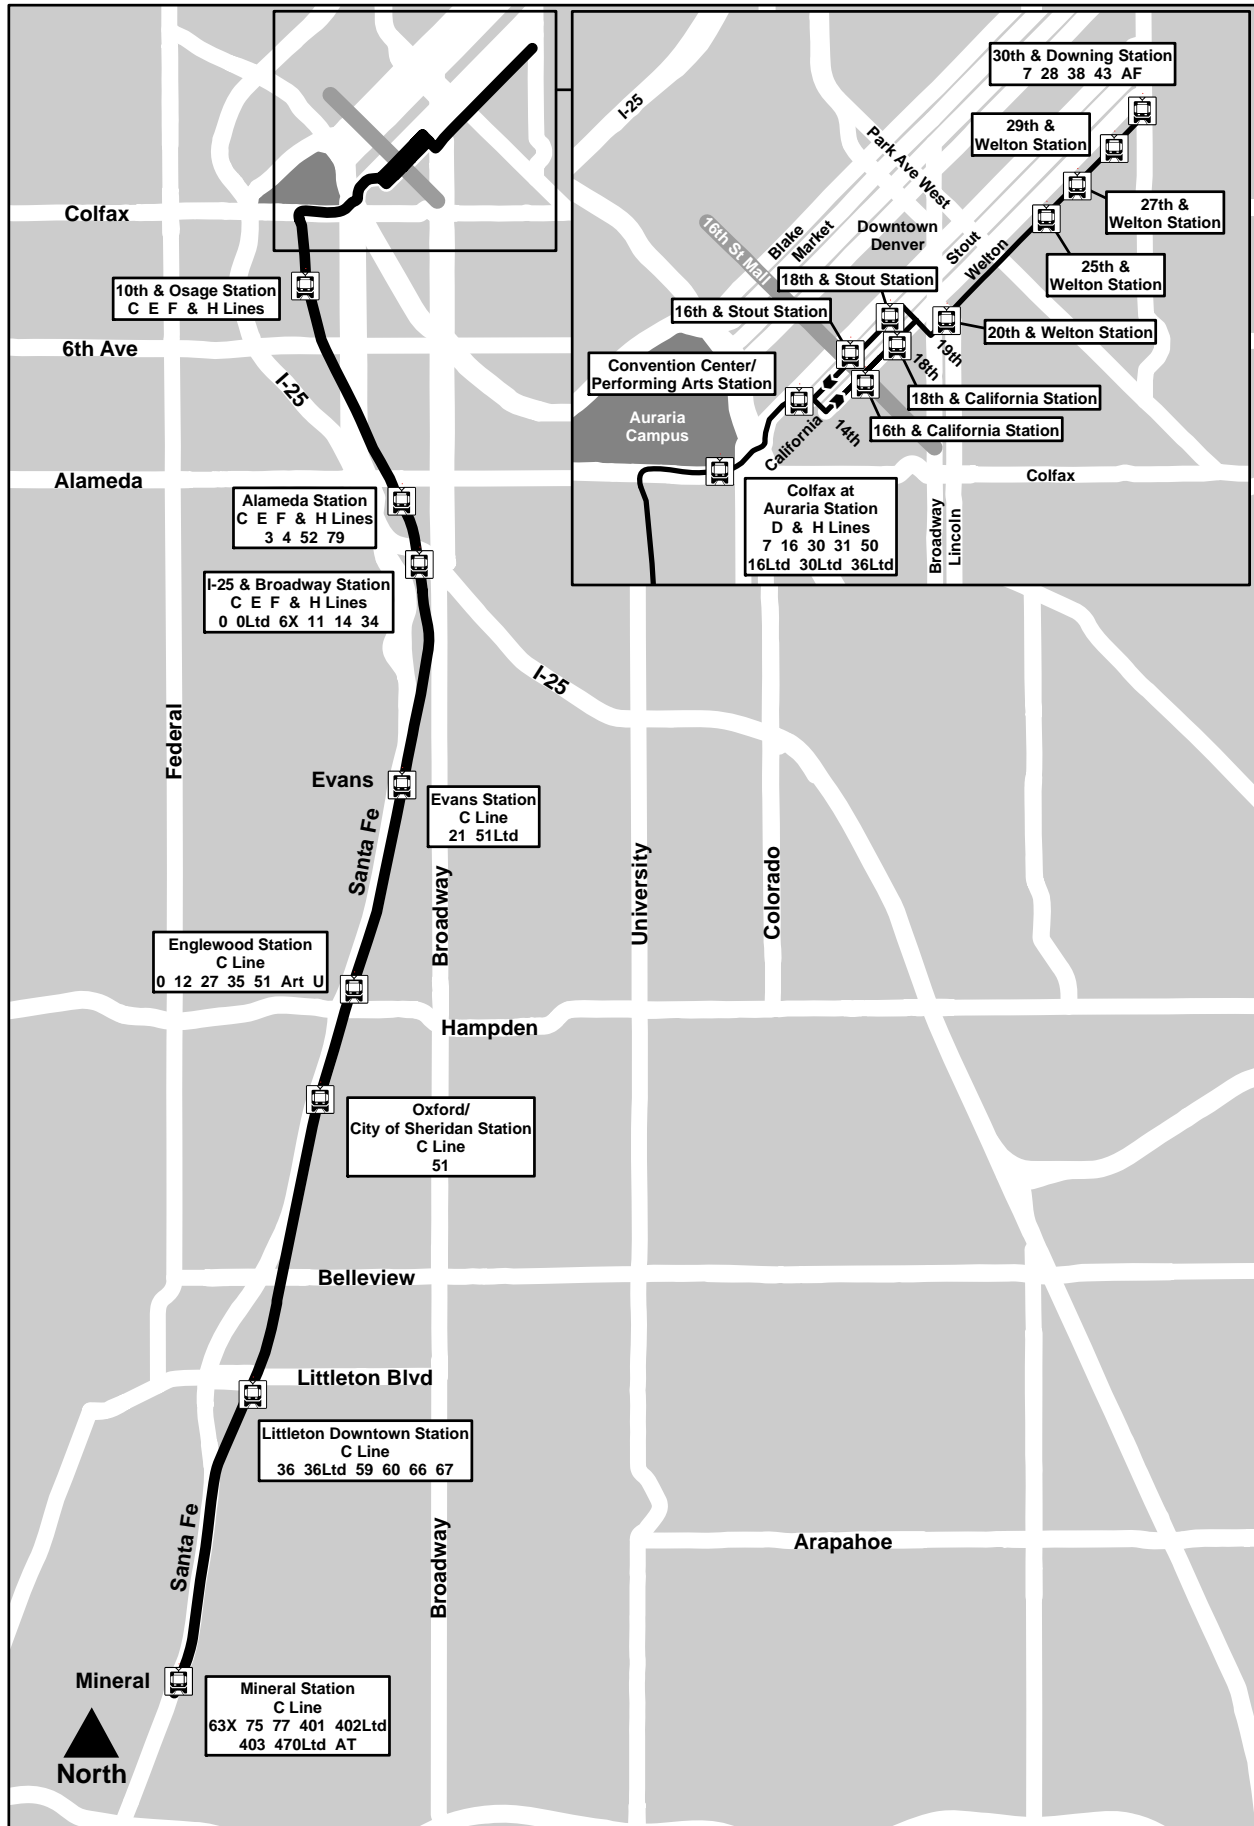 30th & Downing Station
7 28 38 43 AF
I-25
29th &
Welton Station
Park Ave West
27th &
Welton Station
Colfax
Blake
Market
16th St Mall
Downtown
Denver
Stout
Welton
25th &
Welton Station
18th & Stout Station
10th & Osage Station
C E F & H Lines
16th & Stout Station
20th & Welton Station
6th Ave
19th
18th
Convention Center/
Performing Arts Station
I-25
18th & California Station
Auraria
Campus
California
14th
16th & California Station
Alameda
Colfax
Alameda Station
C E F & H Lines
3 4 52 79
Colfax at
Auraria Station
D & H Lines
7 16 30 31 50
16Ltd 30Ltd 36Ltd
Broadway
Lincoln
I-25 & Broadway Station
C E F & H Lines
0 0Ltd 6X 11 14 34
I-25
Federal
Evans
Evans Station
C Line
21 51Ltd
Santa Fe
Broadway
University
Colorado
Englewood Station
C Line
0 12 27 35 51 Art U
Hampden
Oxford/
City of Sheridan Station
C Line
51
Belleview
Littleton Blvd
Littleton Downtown Station
C Line
36 36Ltd 59 60 66 67
Santa Fe
Broadway
Arapahoe
Mineral
Mineral Station
C Line
63X 75 77 401 402Ltd
403 470Ltd AT
North